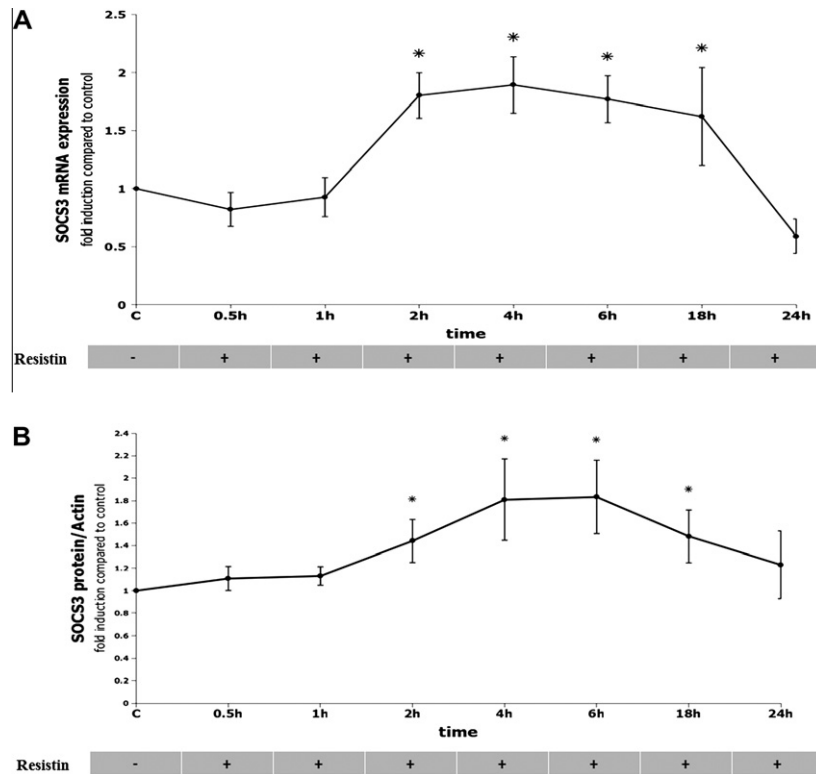 A
SOCS3 mRNA expression
fold induction compared to control
2.5
2
1.5
1
0.5
0
* * * *
C 0.5h 1h 2h 4h 6h 18h 24h
time
Resistin - + + + + + + +
B
SOCS3 protein/Actin
fold induction compared to control
2.4
2.2
2
1.8
1.6
1.4
1.2
1
0.8
0.6
0.4
0.2
0
* * * *
C 0.5h 1h 2h 4h 6h 18h 24h
time
Resistin - + + + + + + +